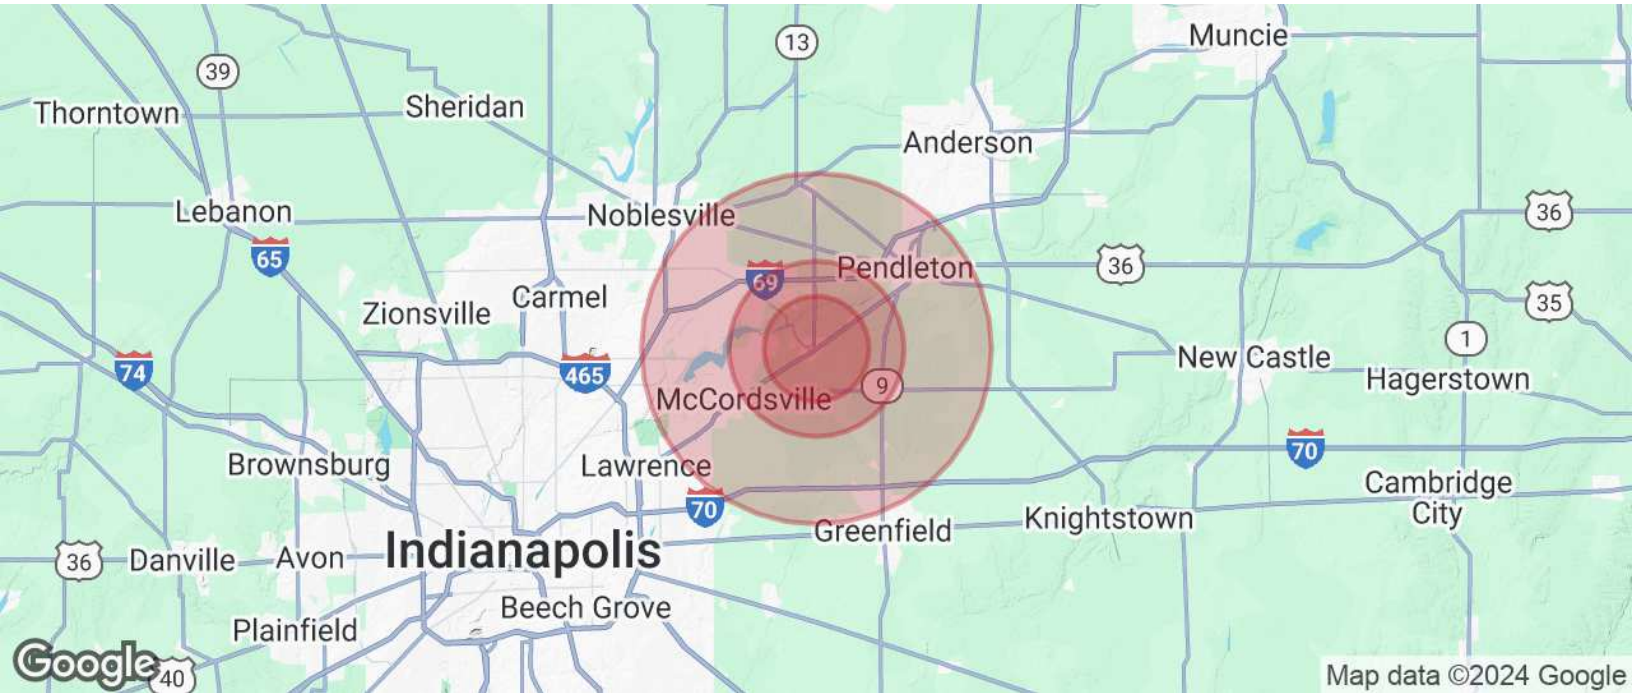 Muncie
13
39
Thorntown
Sheridan
Anderson
Lebanon
Noblesville
36
65
69
Pendleton
36
35
Zionsville
Carmel
1
74
465
New Castle
9
Hagerstown
McCordsville
Brownsburg
Lawrence
70
70
Cambridge
City
Knightstown
Greenfield
Indianapolis
36
Danville
Avon
Beech Grove
Plainfield
Google
40
Map data ©2024 Google